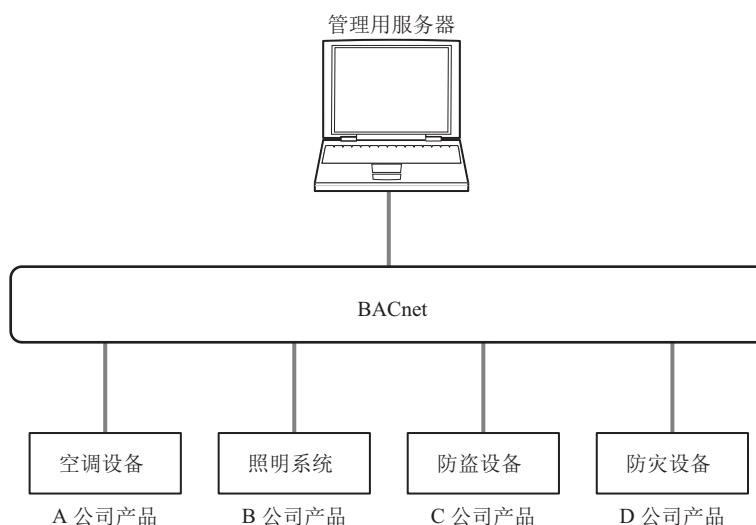 管理用服务器
BACnet
空调设备
照明系统
防盗设备
防灾设备
A 公司产品
B 公司产品
C 公司产品
D 公司产品